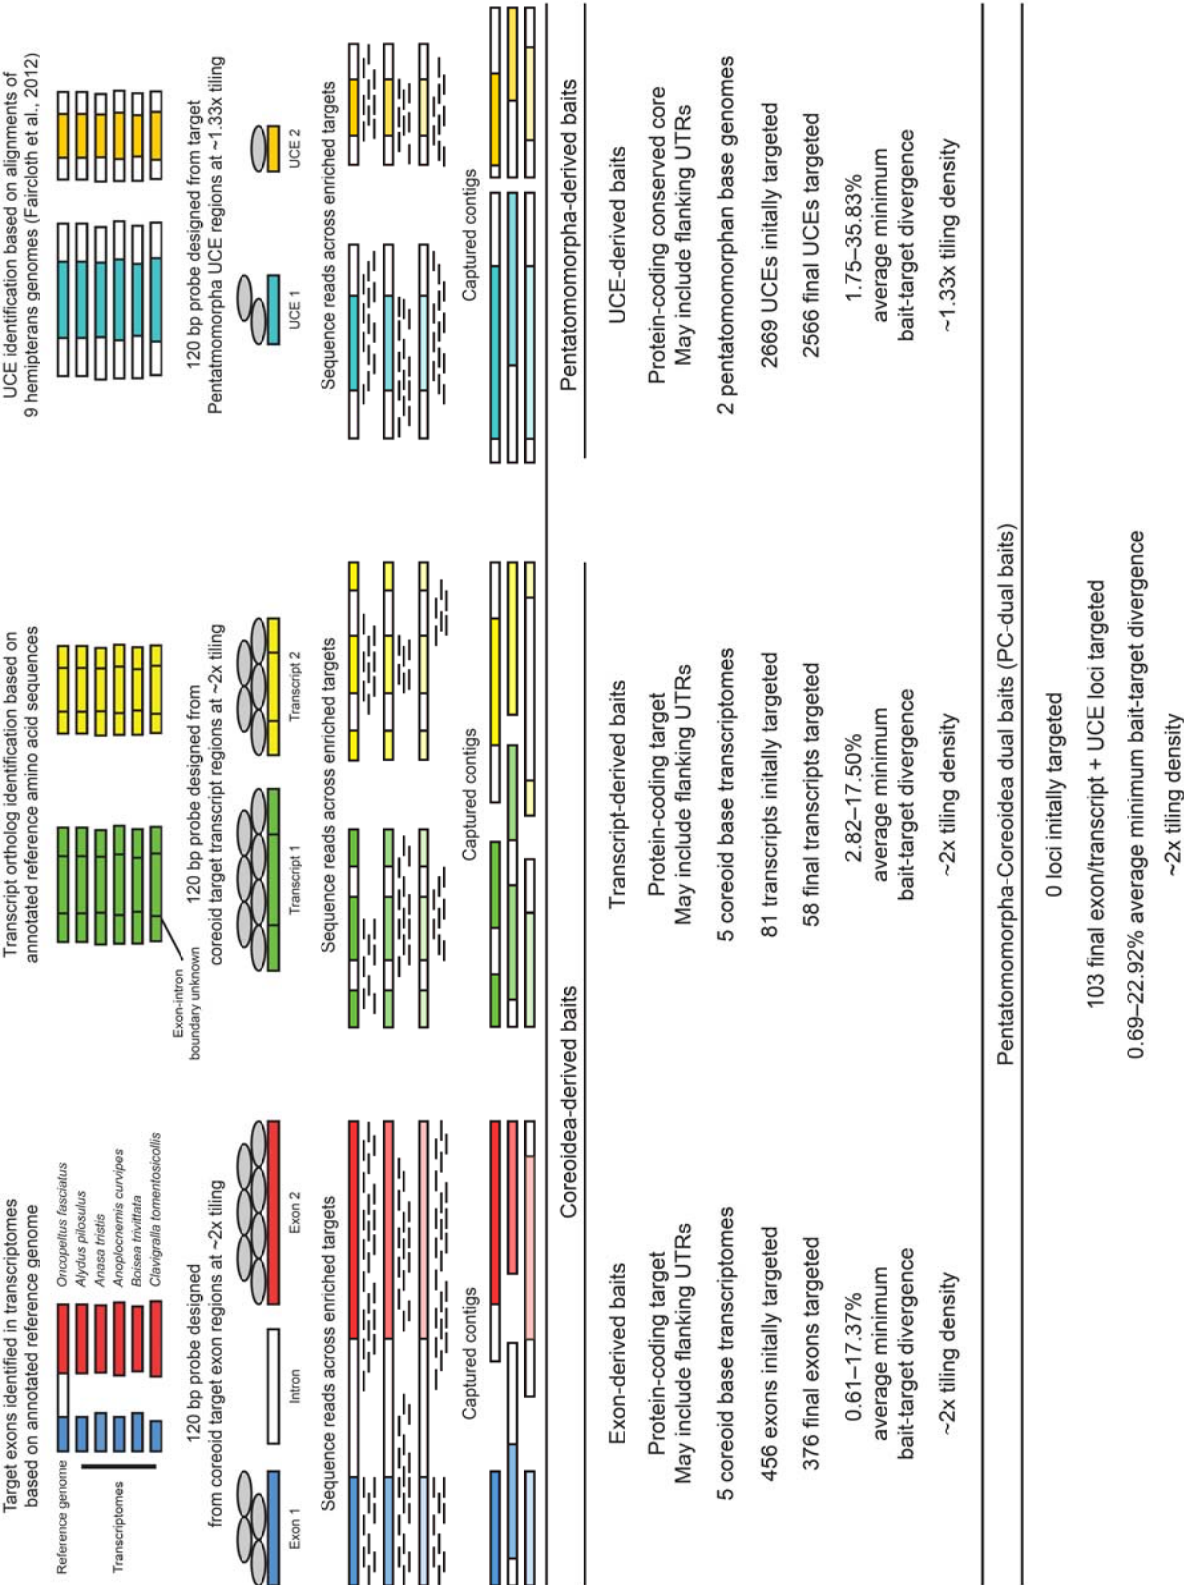 Target exons identified in transcriptomes
based on annotated reference genome
Reference genome
Transcriptomes
Oncopeltus fasciatus
Alydus pilosulus
Anasa tristis
Anoplocnemis curvipes
Boisea trivittata
Clavigralla tomentosicollis
120 bp probe designed
from coreoid target exon regions at ~2x tiling
Exon 1
Intron
Exon 2
Sequence reads across enriched targets
Captured contigs
Transcript ortholog identification based on
annotated reference amino acid sequences
Exon-intron
boundary unknown
120 bp probe designed from
coreoid target transcript regions at ~2x tiling
Transcript 1
Transcript 2
Sequence reads across enriched targets
Captured contigs
UCE identification based on alignments of
9 hemipterans genomes (Faircloth et al., 2012)
120 bp probe designed from target
Pentatmomorpha UCE regions at ~1.33x tiling
UCE 1
UCE 2
Sequence reads across enriched targets
Captured contigs
Coreoidea-derived baits
Exon-derived baits
Protein-coding target
May include flanking UTRs
5 coreoid base transcriptomes
456 exons initally targeted
376 final exons targeted
0.61–17.37%
average minimum
bait-target divergence
~2x tiling density
Transcript-derived baits
Protein-coding target
May include flanking UTRs
5 coreoid base transcriptomes
81 transcripts initally targeted
58 final transcripts targeted
2.82–17.50%
average minimum
bait-target divergence
~2x tiling density
Pentatomomorpha-derived baits
UCE-derived baits
Protein-coding conserved core
May include flanking UTRs
2 pentatomomorphan base genomes
2669 UCEs initally targeted
2566 final UCEs targeted
1.75–35.83%
average minimum
bait-target divergence
~1.33x tiling density
Pentatomomorpha-Coreoidea dual baits (PC-dual baits)
0 loci initally targeted
103 final exon/transcript + UCE loci targeted
0.69–22.92% average minimum bait-target divergence
~2x tiling density